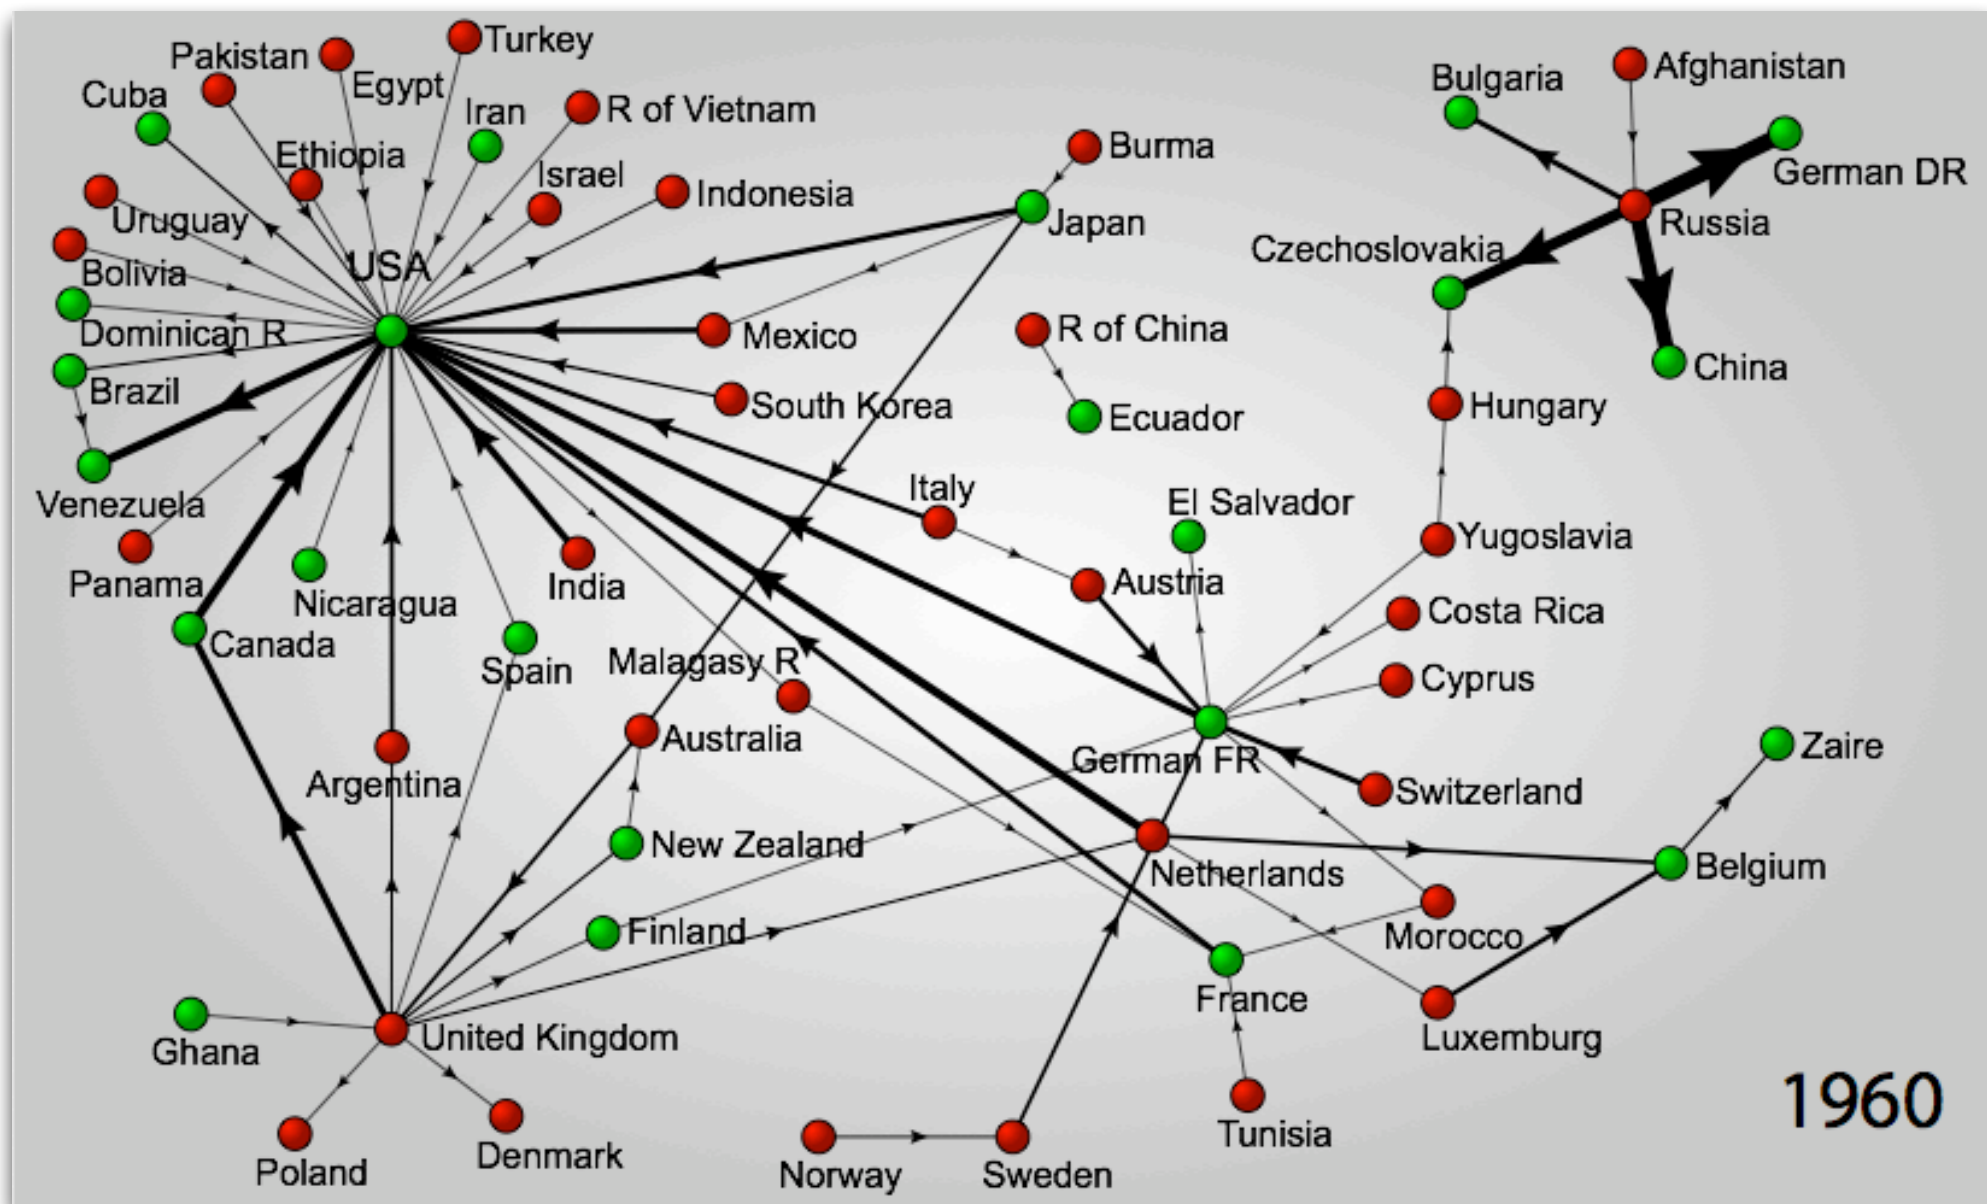 Turkey
Pakistan
Egypt
Afghanistan
Bulgaria
Cuba
Iran
R of Vietnam
Burma
Ethiopia
Israel
Indonesia
German DR
Uruguay
Japan
Russia
Czechoslovakia
Bolivia
USA
Dominican R
Mexico
R of China
China
Brazil
South Korea
Ecuador
Hungary
Italy
El Salvador
Venezuela
Yugoslavia
Panama
India
Austria
Nicaragua
Costa Rica
Canada
Spain
Malagasy R
Cyprus
Australia
Zaire
German FR
Argentina
Switzerland
New Zealand
Netherlands
Belgium
Finland
Morocco
France
Ghana
United Kingdom
Luxemburg
1960
Poland
Denmark
Norway
Sweden
Tunisia